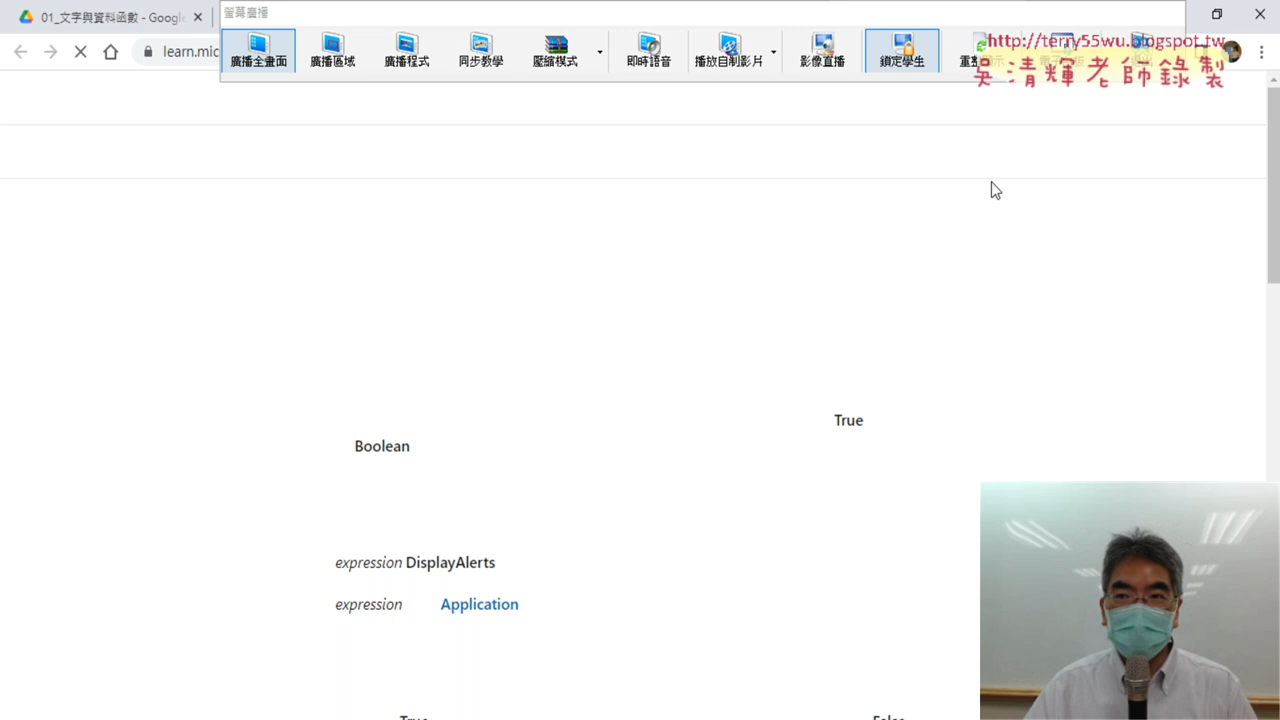 01_文字與資料函數 - Google
螢幕廣播
learn.mic
廣播全畫面 廣播區域 廣播程式 同步教學 壓縮模式 即時語音 播放自制影片 影像直播 鎖定學生
http://terry55wu.blogspot.tw
吳清輝老師錄製
True
Boolean
expression DisplayAlerts
expression Application
True False